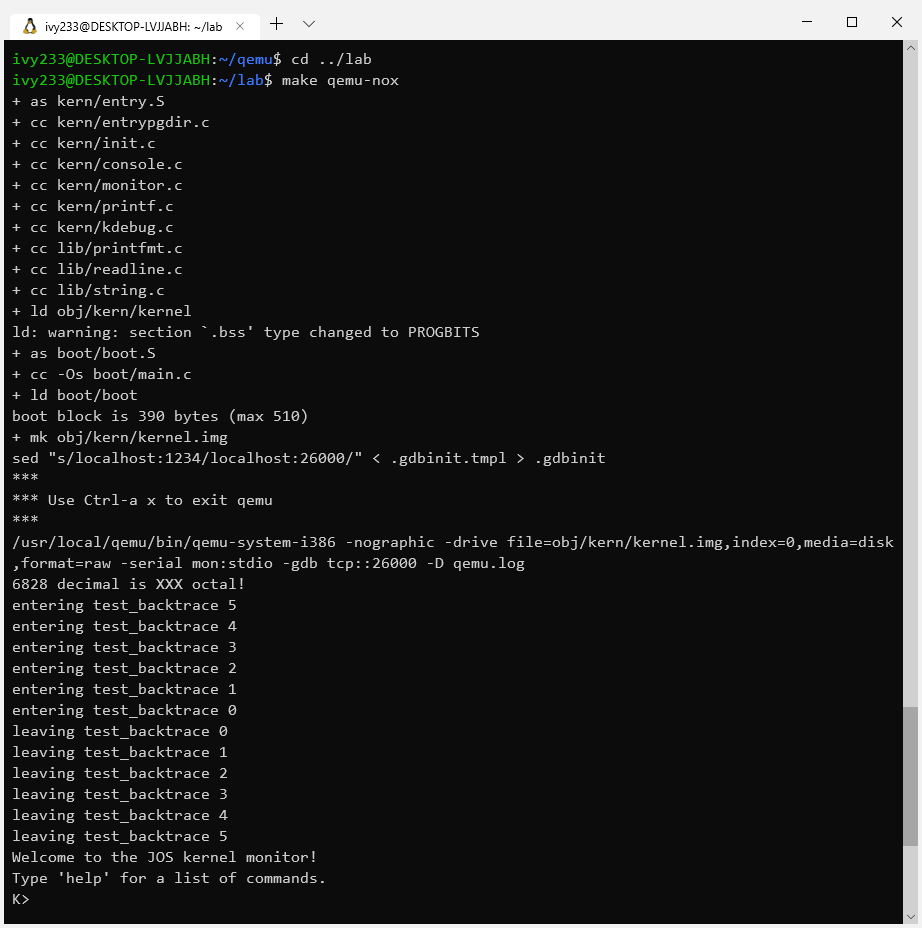 ivy233@DESKTOP-LVJJABH: ~/lab
ivy233@DESKTOP-LVJJABH:~/qemu$ cd ../lab
ivy233@DESKTOP-LVJJABH:~/lab$ make qemu-nox
+ as kern/entry.S
+ cc kern/entrypgdir.c
+ cc kern/init.c
+ cc kern/console.c
+ cc kern/monitor.c
+ cc kern/printf.c
+ cc kern/kdebug.c
+ cc lib/printfmt.c
+ cc lib/readline.c
+ cc lib/string.c
+ ld obj/kern/kernel
ld: warning: section `.bss' type changed to PROGBITS
+ as boot/boot.S
+ cc -Os boot/main.c
+ ld boot/boot
boot block is 390 bytes (max 510)
+ mk obj/kern/kernel.img
sed "s/localhost:1234/localhost:26000/" < .gdbinit.tmpl > .gdbinit
***
*** Use Ctrl-a x to exit qemu
***
/usr/local/qemu/bin/qemu-system-i386 -nographic -drive file=obj/kern/kernel.img,index=0,media=disk
,format=raw -serial mon:stdio -gdb tcp::26000 -D qemu.log
6828 decimal is XXX octal!
entering test_backtrace 5
entering test_backtrace 4
entering test_backtrace 3
entering test_backtrace 2
entering test_backtrace 1
entering test_backtrace 0
leaving test_backtrace 0
leaving test_backtrace 1
leaving test_backtrace 2
leaving test_backtrace 3
leaving test_backtrace 4
leaving test_backtrace 5
Welcome to the JOS kernel monitor!
Type 'help' for a list of commands.
K>